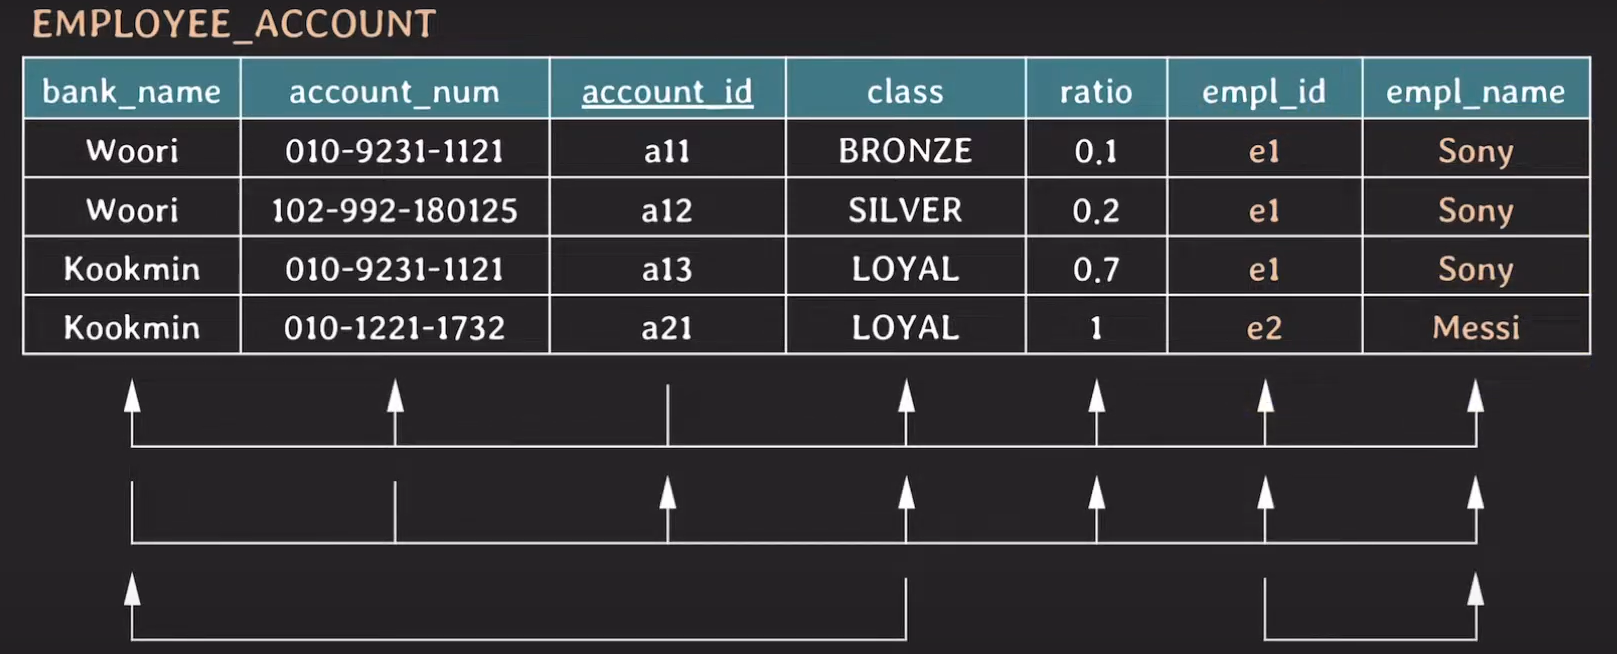 EMPLOYEE_ACCOUNT
bank_name account_num account_id class ratio empl_id empl_name
Woori 010-9231-1121 a11 BRONZE 0.1 e1 Sony
Woori 102-992-180125 a12 SILVER 0.2 e1 Sony
Kookmin 010-9231-1121 a13 LOYAL 0.7 e1 Sony
Kookmin 010-1221-1732 a21 LOYAL 1 e2 Messi